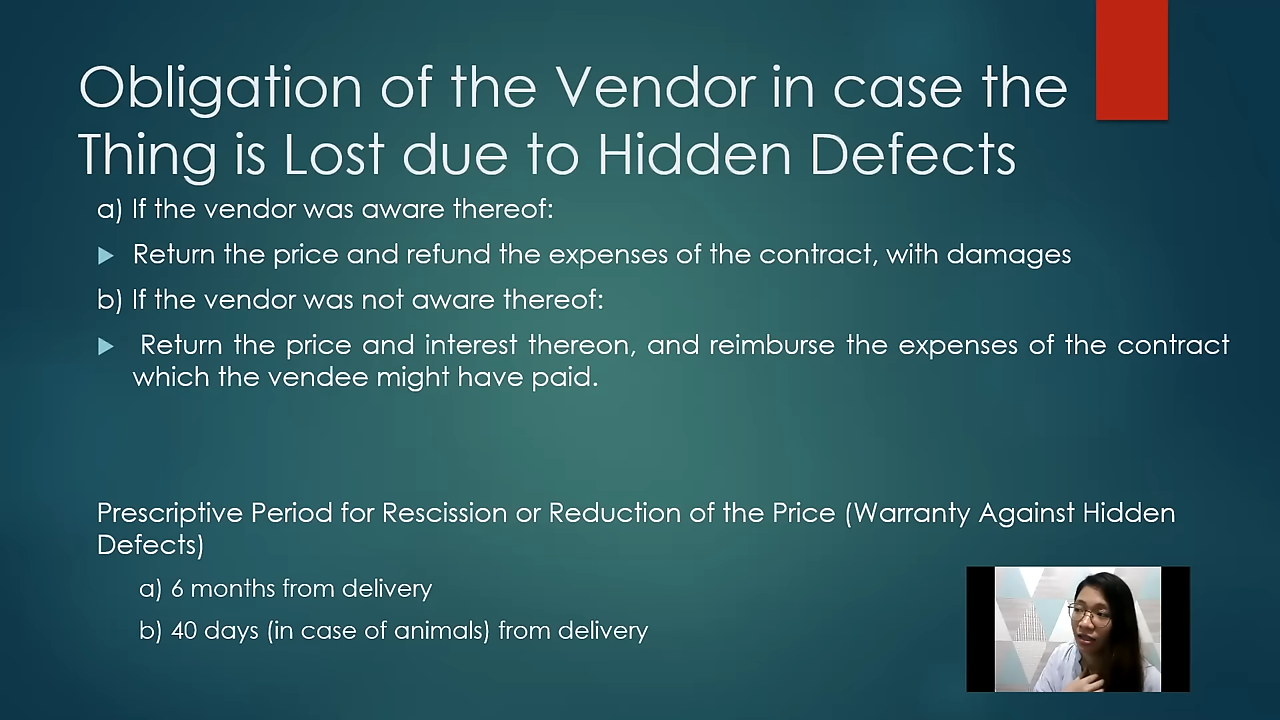 Obligation of the Vendor in case the
Thing is Lost due to Hidden Defects
a) If the vendor was aware thereof:
Return the price and refund the expenses of the contract, with damages
b) If the vendor was not aware thereof:
Return the price and interest thereon, and reimburse the expenses of the contract
which the vendee might have paid.
Prescriptive Period for Rescission or Reduction of the Price (Warranty Against Hidden
Defects)
a) 6 months from delivery
b) 40 days (in case of animals) from delivery